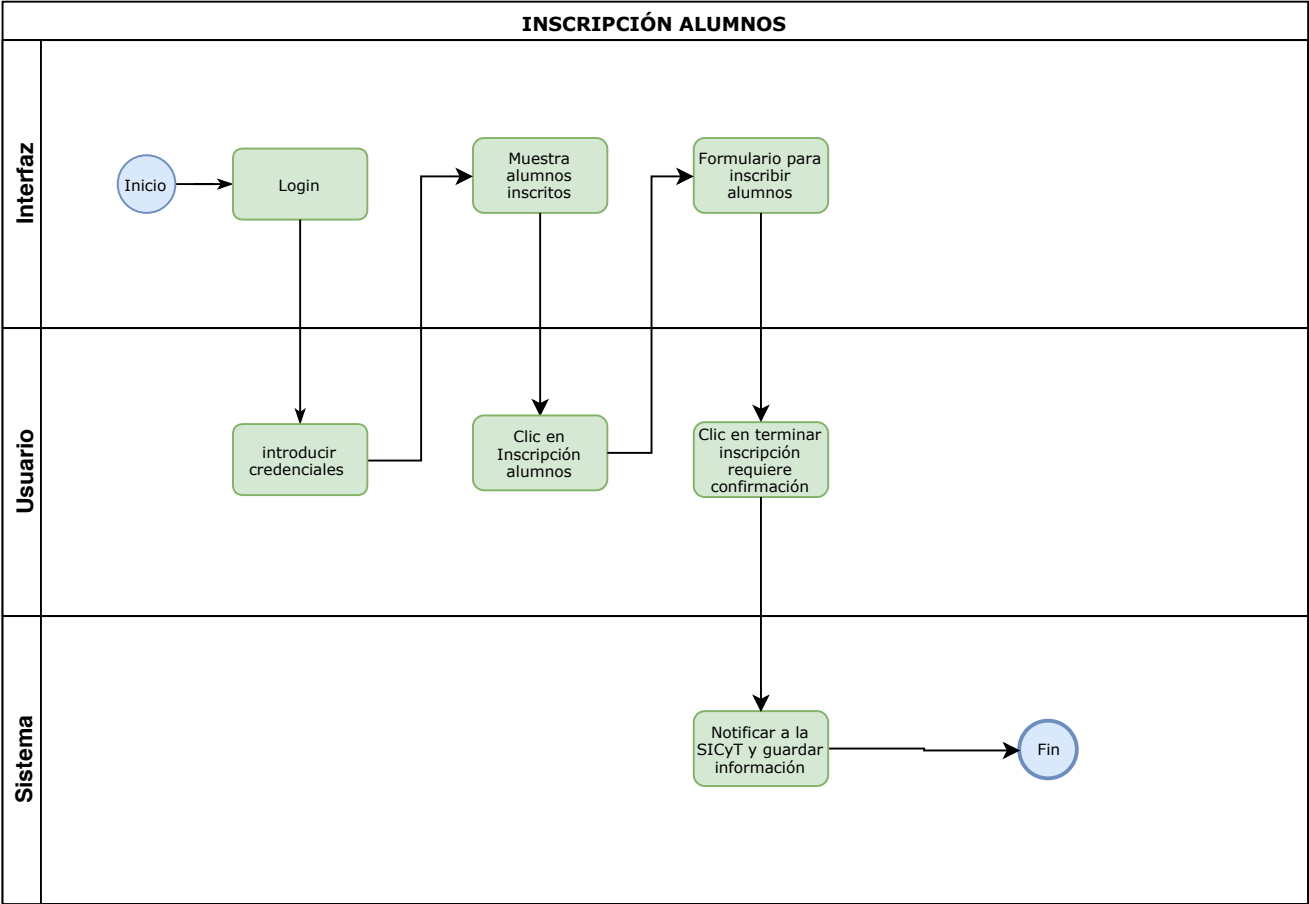 INSCRIPCIÓN ALUMNOS
Interfaz
Inicio
Login
Muestra
alumnos
inscritos
Formulario para
inscribir
alumnos
Usuario
introducir
credenciales
Clic en
Inscripción
alumnos
Clic en terminar
inscripción
requiere
confirmación
Sistema
Notificar a la
SICyT y guardar
información
Fin